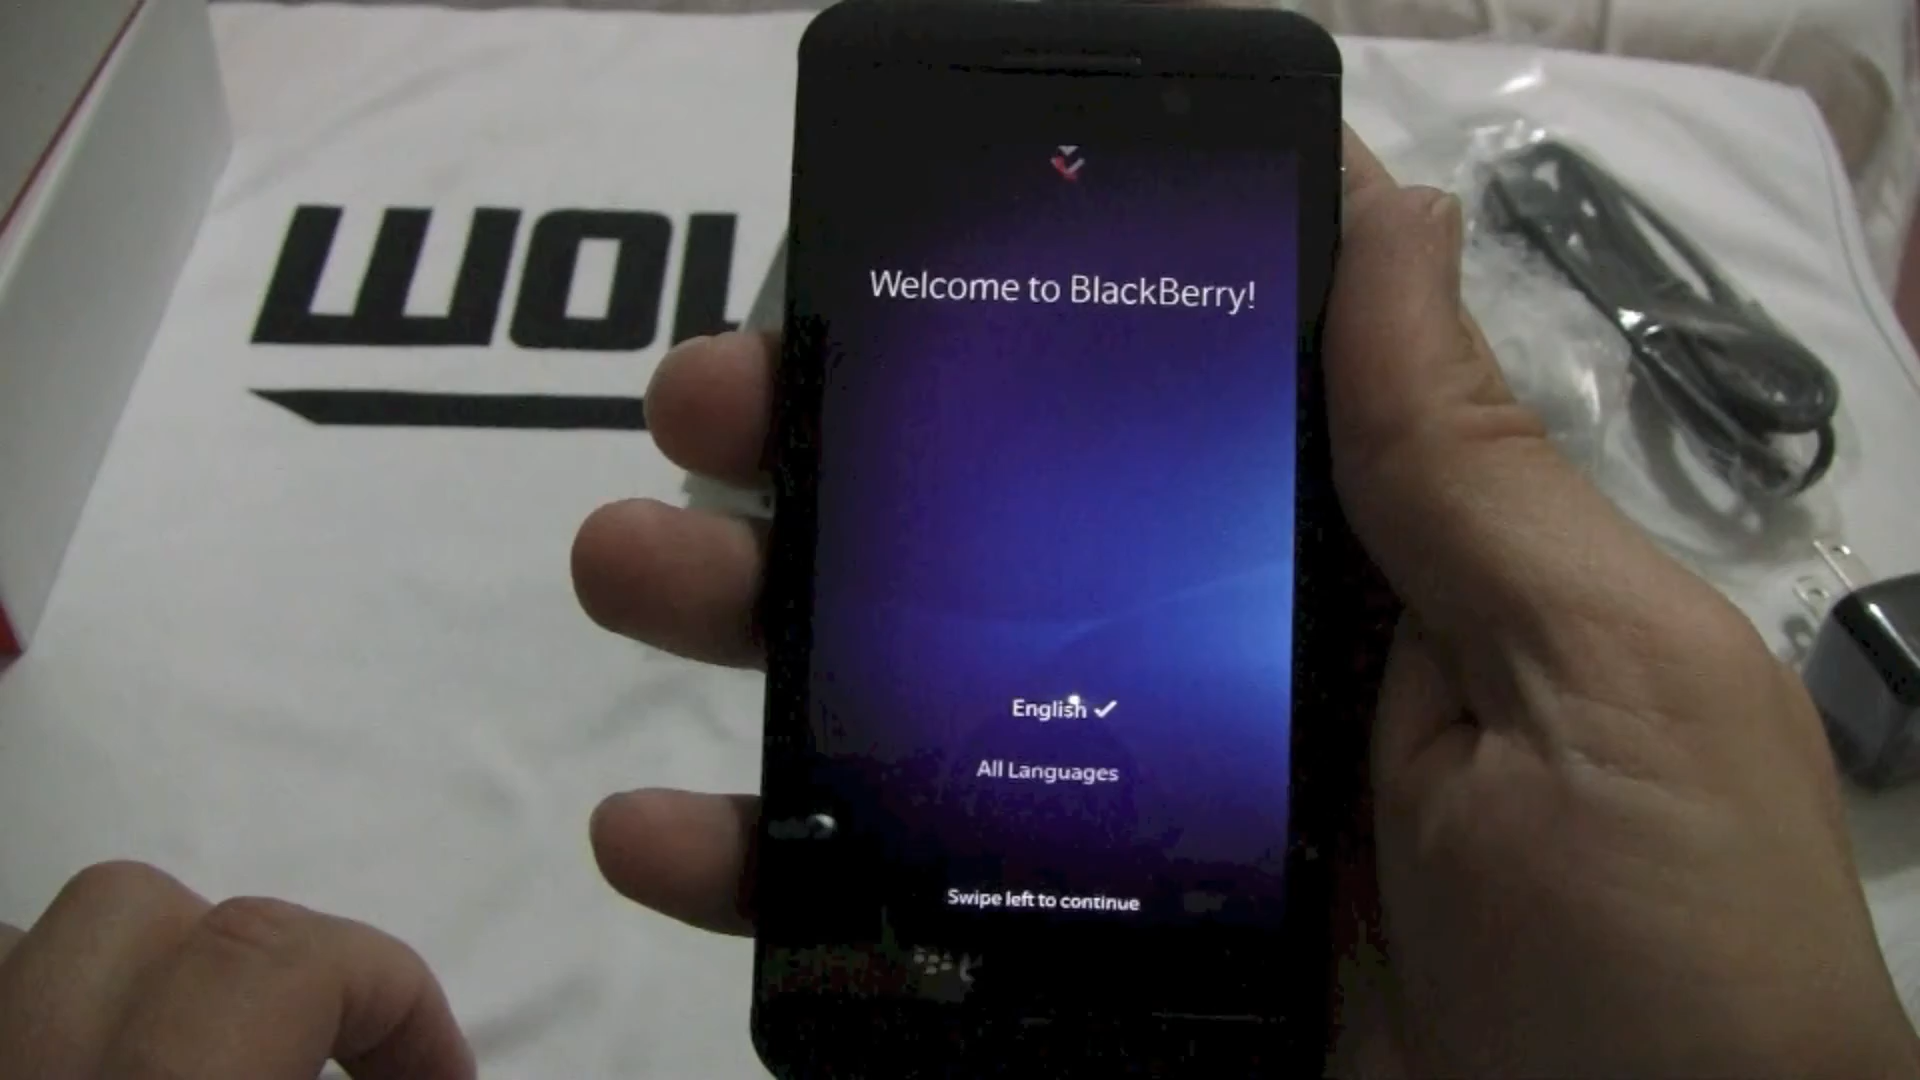 Welcome to BlackBerry!
English
All Languages
Swipe left to continue